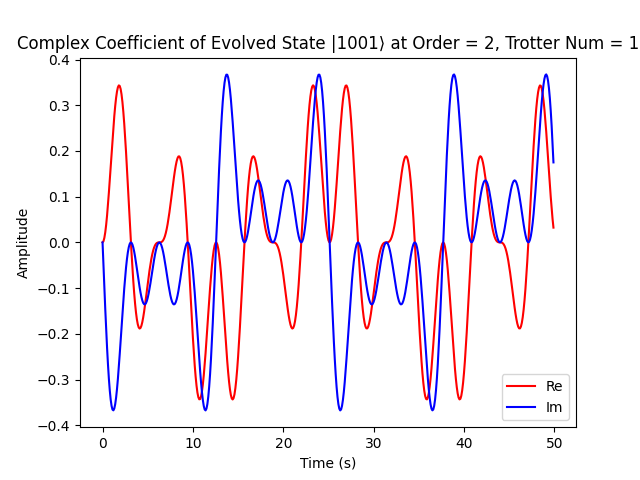 Complex Coefficient of Evolved State |1001⟩ at Order = 2, Trotter Num = 1
0.4
0.3
0.2
0.1
0.0
−0.1
−0.2
−0.3
−0.4
Amplitude
0 10 20 30 40 50
Time (s)
Re
Im